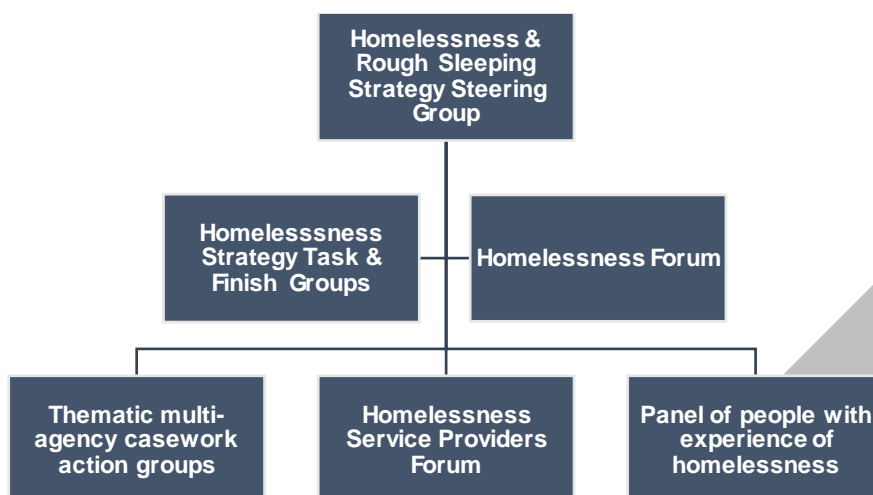 Homelessness &
Rough Sleeping
Strategy Steering
Group
Homelesssness
Strategy Task &
Finish Groups
Homelessness Forum
Thematic multi-
agency casework
action groups
Homelessness
Service Providers
Forum
Panel of people with
experience of
homelessness